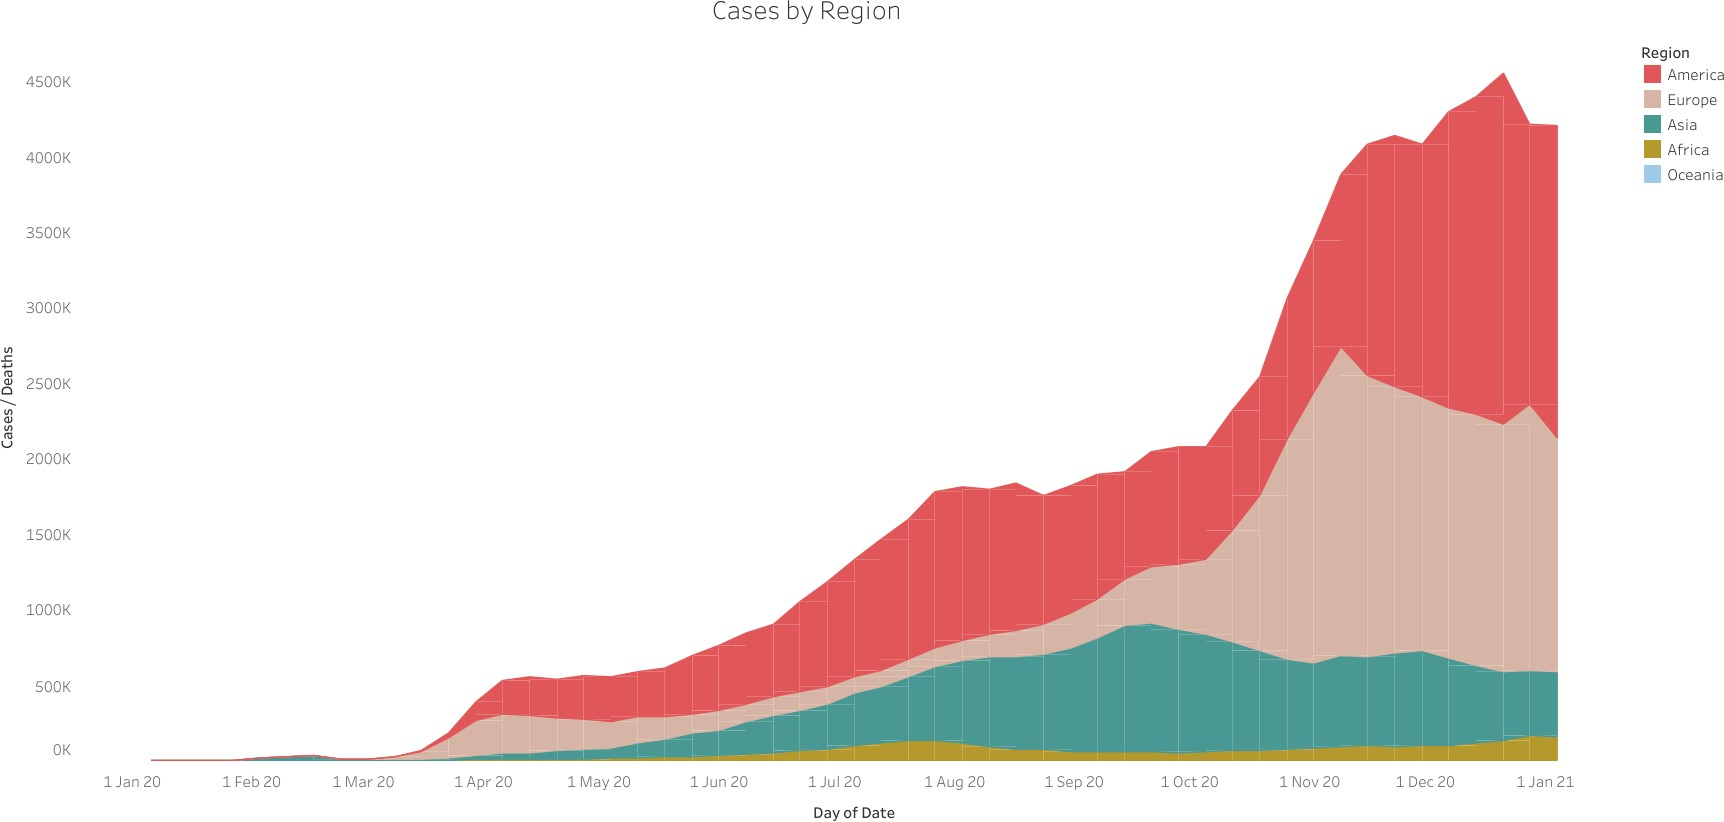 Cases by Region
Region
America
Europe
Asia
Africa
Oceania
4500K
4000K
3500K
3000K
2500K
2000K
1500K
1000K
500K
0K
Cases / Deaths
1 Jan 20
1 Feb 20
1 Mar 20
1 Apr 20
1 May 20
1 Jun 20
1 Jul 20
1 Aug 20
1 Sep 20
1 Oct 20
1 Nov 20
1 Dec 20
1 Jan 21
Day of Date